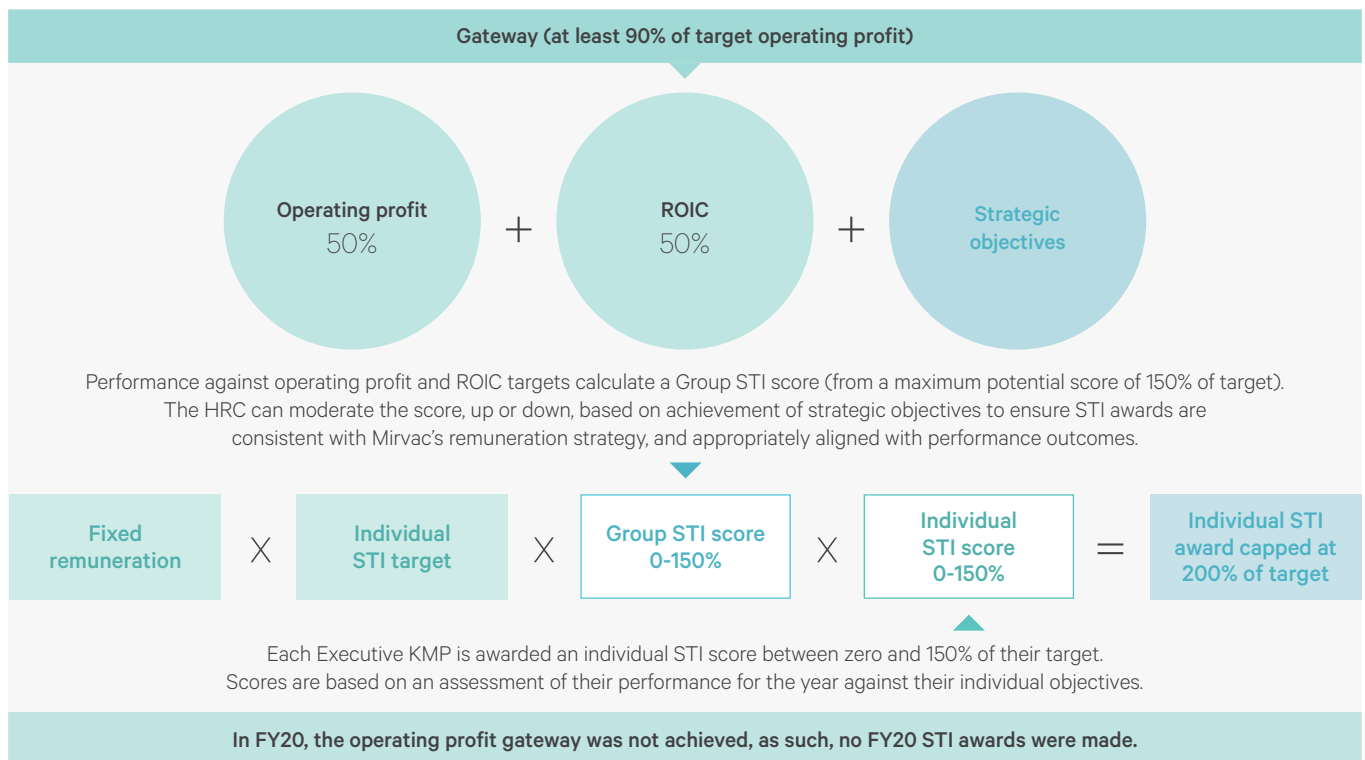 Gateway (at least 90% of target operating profit)
Operating profit
50%
+
ROIC
50%
+
Strategic
objectives
Performance against operating profit and ROIC targets calculate a Group STI score (from a maximum potential score of 150% of target).
The HRC can moderate the score, up or down, based on achievement of strategic objectives to ensure STI awards are
consistent with Mirvac’s remuneration strategy, and appropriately aligned with performance outcomes.
Fixed
remuneration
X
Individual
STI target
X
Group STI score
0-150%
X
Individual
STI score
0-150%
=
Individual STI
award capped at
200% of target
Each Executive KMP is awarded an individual STI score between zero and 150% of their target.
Scores are based on an assessment of their performance for the year against their individual objectives.
In FY20, the operating profit gateway was not achieved, as such, no FY20 STI awards were made.